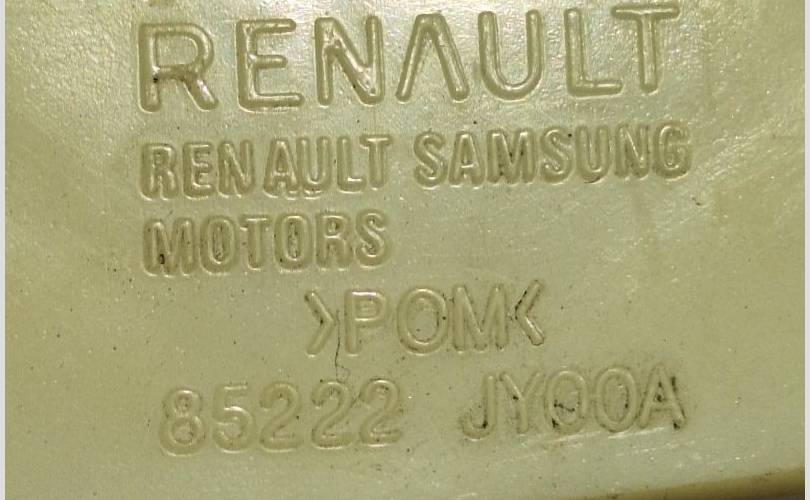 RENAULT
RENAULT SAMSUNG
MOTORS
>POM<
85222 JY00A